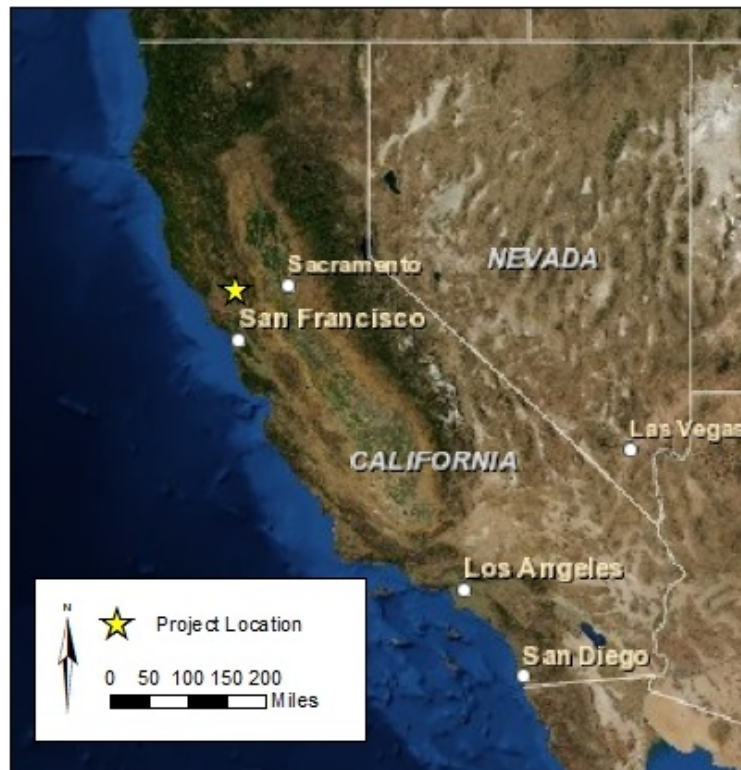 NEVADA
Sacramento
San Francisco
Las Vegas
CALIFORNIA
Los Angeles
San Diego
N
Project Location
0 50 100 150 200
Miles